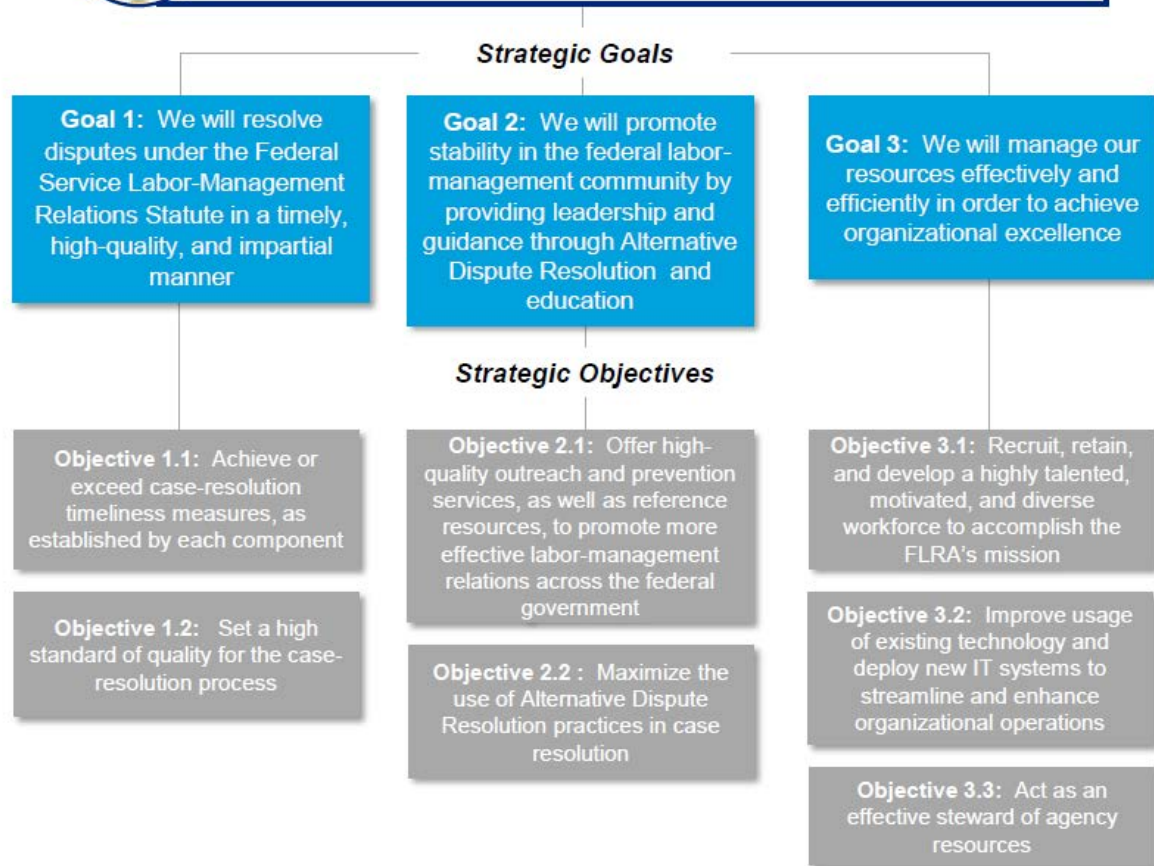 Strategic Goals
Goal 1: We will resolve
disputes under the Federal
Service Labor-Management
Relations Statute in a timely,
high-quality, and impartial
manner
Goal 2: We will promote
stability in the federal labor-
management community by
providing leadership and
guidance through Alternative
Dispute Resolution and
education
Goal 3: We will manage our
resources effectively and
efficiently in order to achieve
organizational excellence
Strategic Objectives
Objective 1.1: Achieve or
exceed case-resolution
timeliness measures, as
established by each component
Objective 1.2: Set a high
standard of quality for the case-
resolution process
Objective 2.1: Offer high-
quality outreach and prevention
services, as well as reference
resources, to promote more
effective labor-management
relations across the federal
government
Objective 2.2 : Maximize the
use of Alternative Dispute
Resolution practices in case
resolution
Objective 3.1: Recruit, retain,
and develop a highly talented,
motivated, and diverse
workforce to accomplish the
FLRA's mission
Objective 3.2: Improve usage
of existing technology and
deploy new IT systems to
streamline and enhance
organizational operations
Objective 3.3: Act as an
effective steward of agency
resources